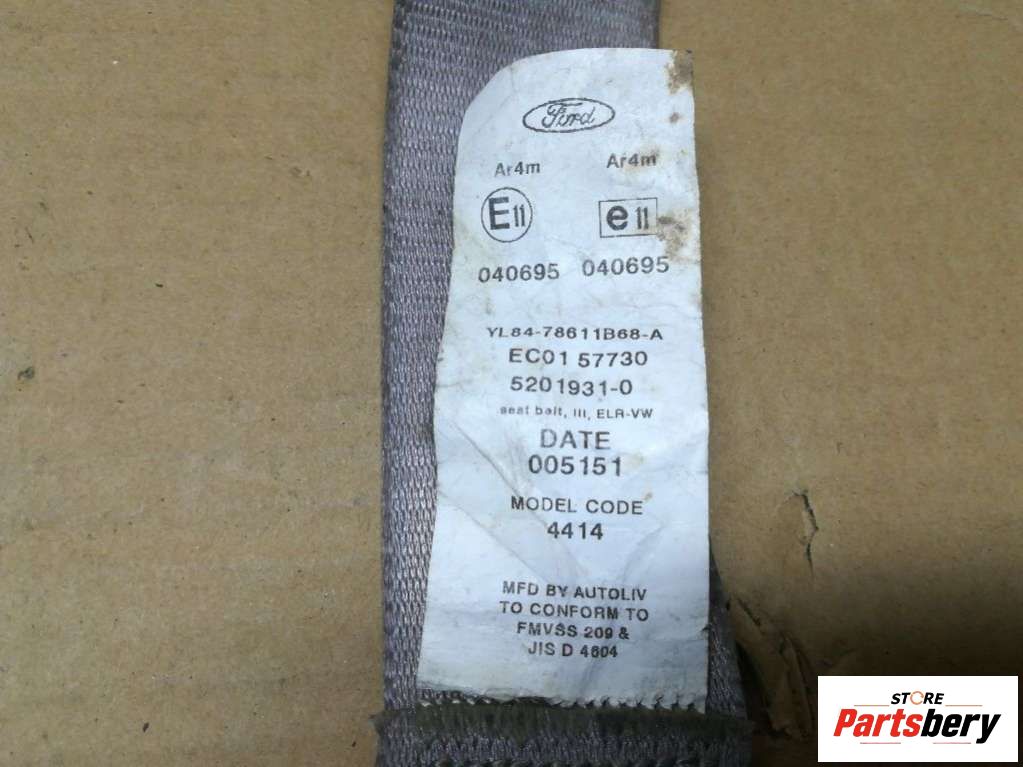 Ford
Ar4m Ar4m
E11 e11
040695 040695
YL84-78611B68-A
EC01 57730
5201931-0
seat belt, III, ELR-VW
DATE
005151
MODEL CODE
4414
MFD BY AUTOLIV
TO CONFORM TO
FMVSS 209 &
JIS D 4604
STORE
Partsbery